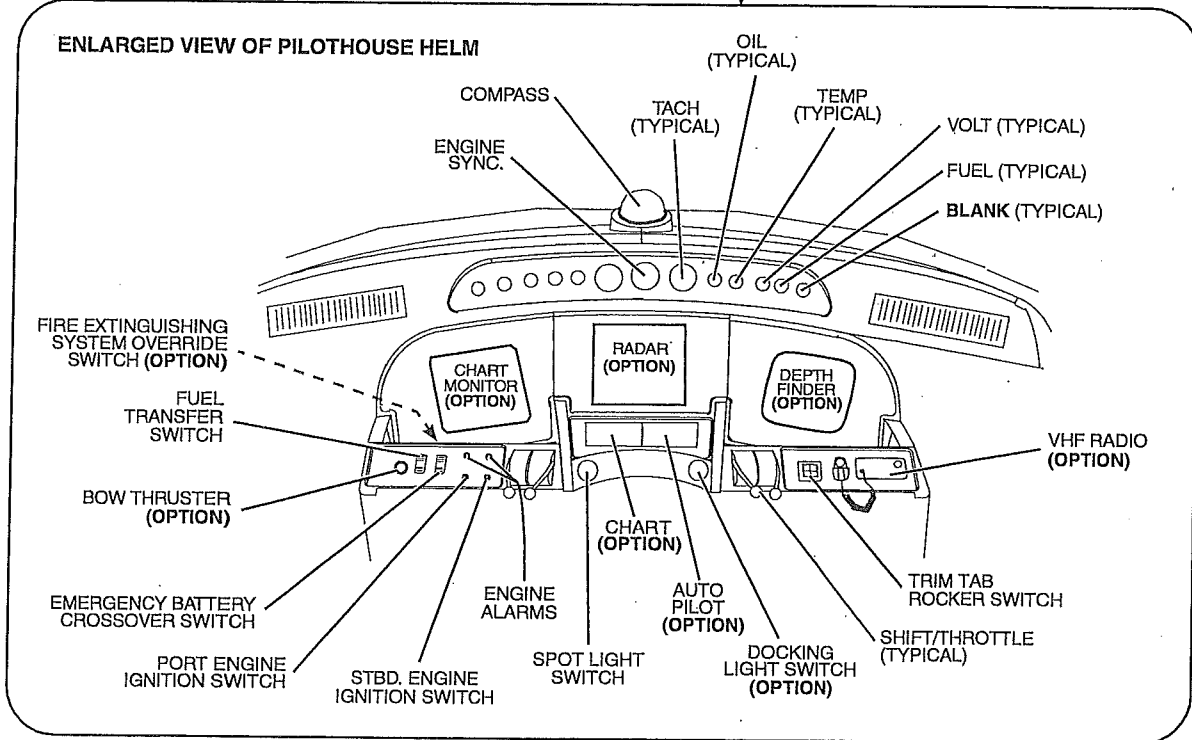 ENLARGED VIEW OF PILOTHOUSE HELM
OIL
(TYPICAL)
COMPASS
TACH
(TYPICAL)
TEMP
(TYPICAL)
ENGINE
SYNC.
VOLT (TYPICAL)
FUEL (TYPICAL)
BLANK (TYPICAL)
FIRE EXTINGUISHING
SYSTEM OVERRIDE
SWITCH (OPTION)
CHART
MONITOR
(OPTION)
RADAR
(OPTION)
DEPTH
FINDER
(OPTION)
FUEL
TRANSFER
SWITCH
VHF RADIO
(OPTION)
BOW THRUSTER
(OPTION)
CHART
(OPTION)
EMERGENCY BATTERY
CROSSOVER SWITCH
ENGINE
ALARMS
AUTO
PILOT
(OPTION)
TRIM TAB
ROCKER SWITCH
PORT ENGINE
IGNITION SWITCH
STBD. ENGINE
IGNITION SWITCH
SPOT LIGHT
SWITCH
DOCKING
LIGHT SWITCH
(OPTION)
SHIFT/THROTTLE
(TYPICAL)